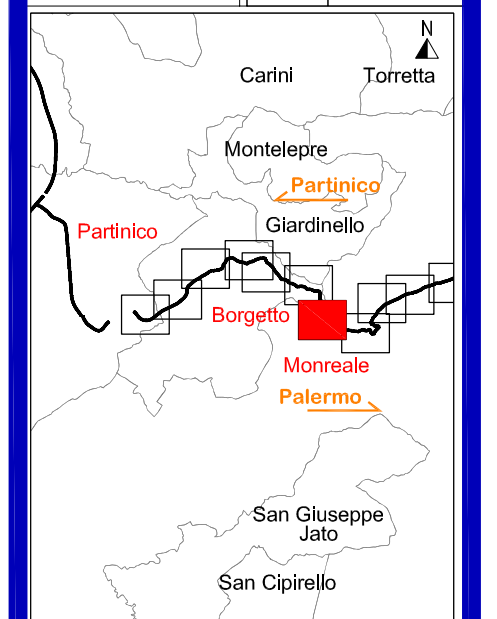 N
Carini
Torretta
Montelepre
Partinico
Giardinello
Partinico
Borgetto
Monreale
Palermo
San Giuseppe
Jato
San Cipirello